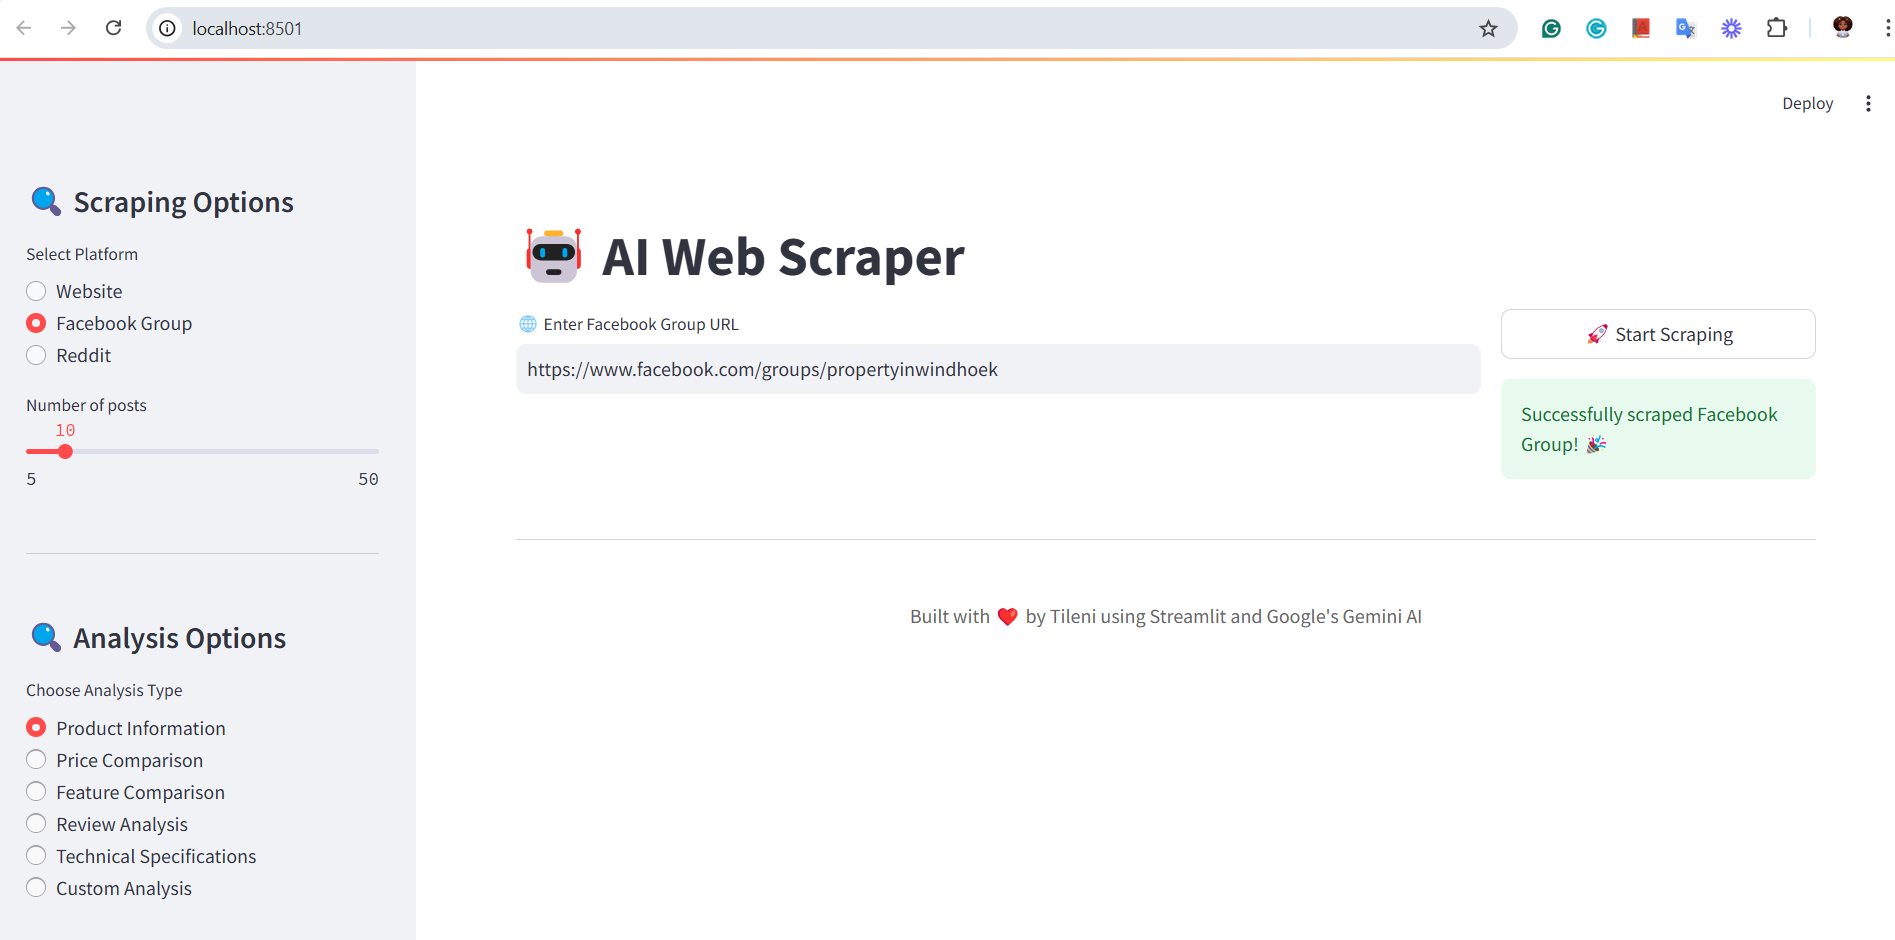 localhost:8501
Deploy
Scraping Options
Select Platform
Website
Facebook Group
Reddit
Number of posts
10
5 50
Analysis Options
Choose Analysis Type
Product Information
Price Comparison
Feature Comparison
Review Analysis
Technical Specifications
Custom Analysis
AI Web Scraper
Enter Facebook Group URL
https://www.facebook.com/groups/propertyinwindhoek
Start Scraping
Successfully scraped Facebook
Group!
Built with ❤️ by Tileni using Streamlit and Google's Gemini AI